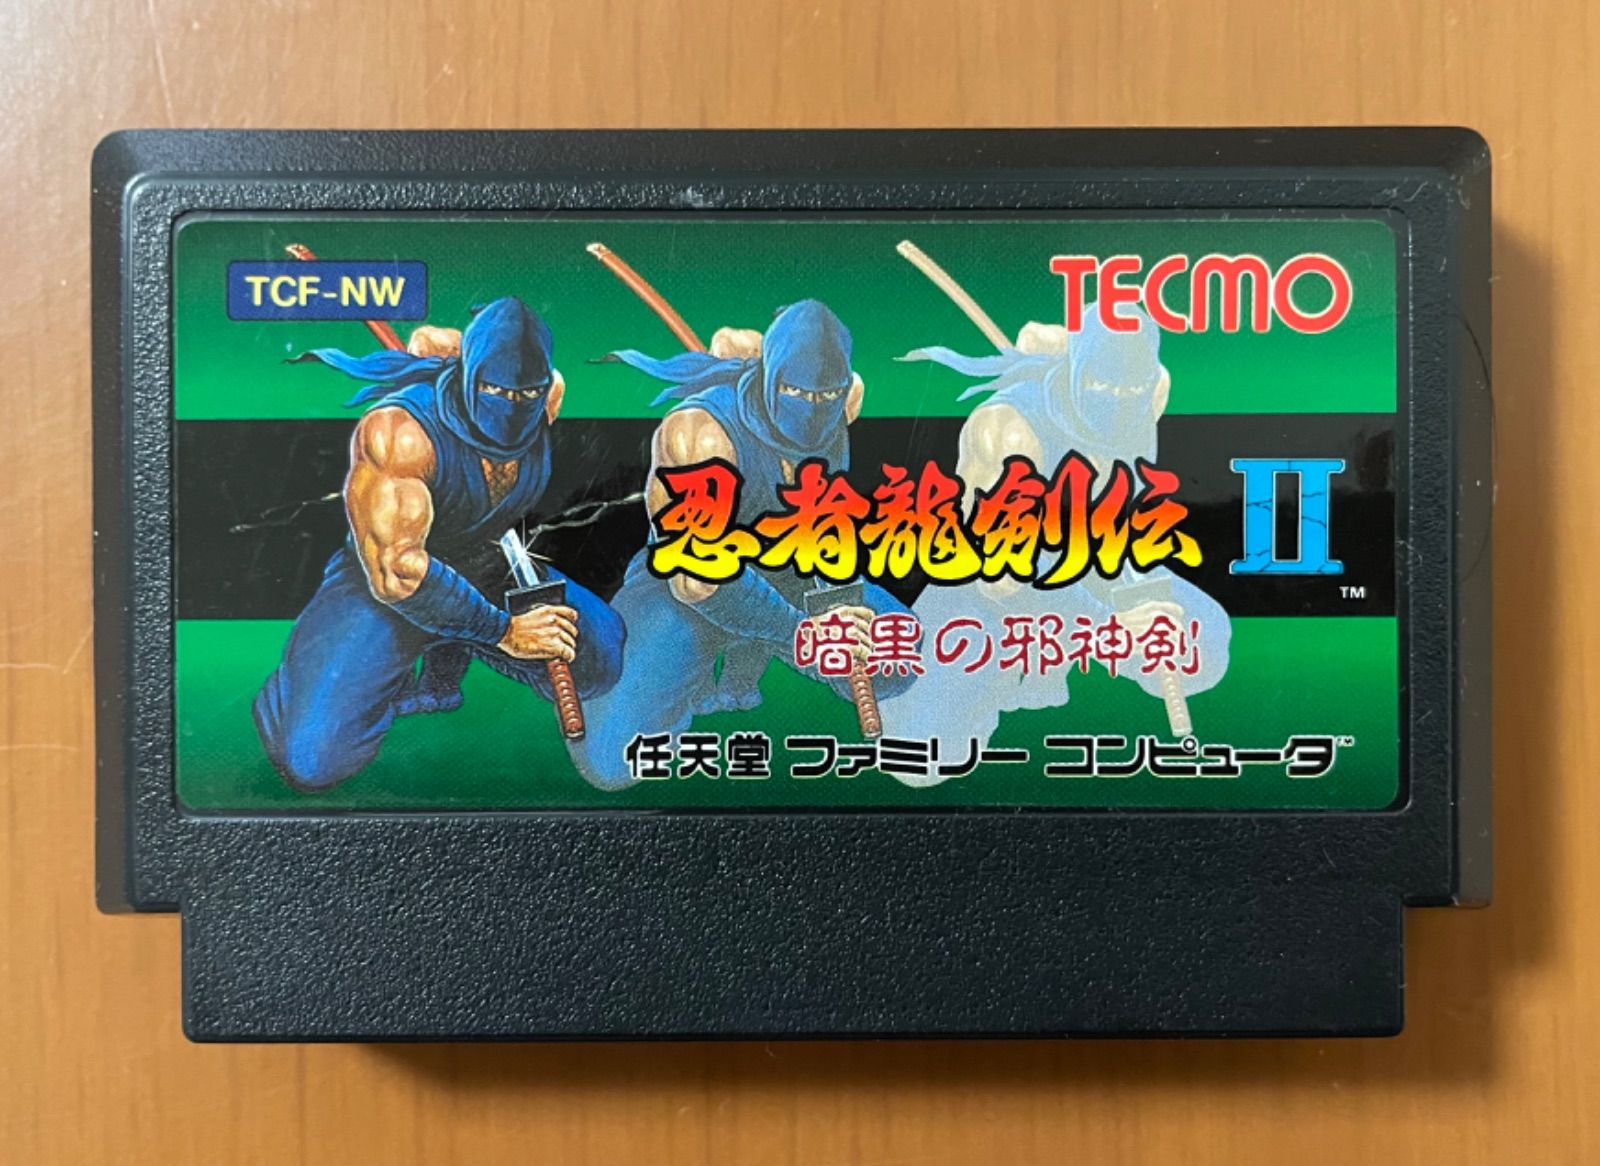 TCF-NW
TECMO
忍者龍剣伝 II
TM
暗黒の邪神剣
任天堂 ファミリー コンピュータ™